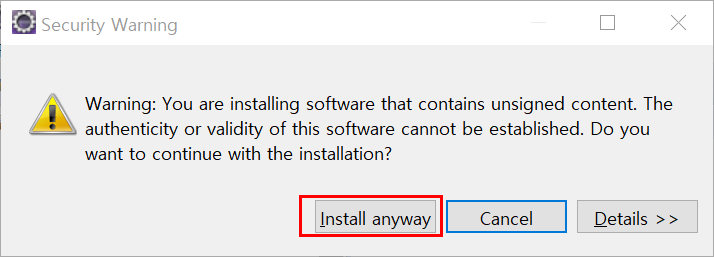 Security Warning
Warning: You are installing software that contains unsigned content. The
authenticity or validity of this software cannot be established. Do you
want to continue with the installation?
Install anyway Cancel Details >>